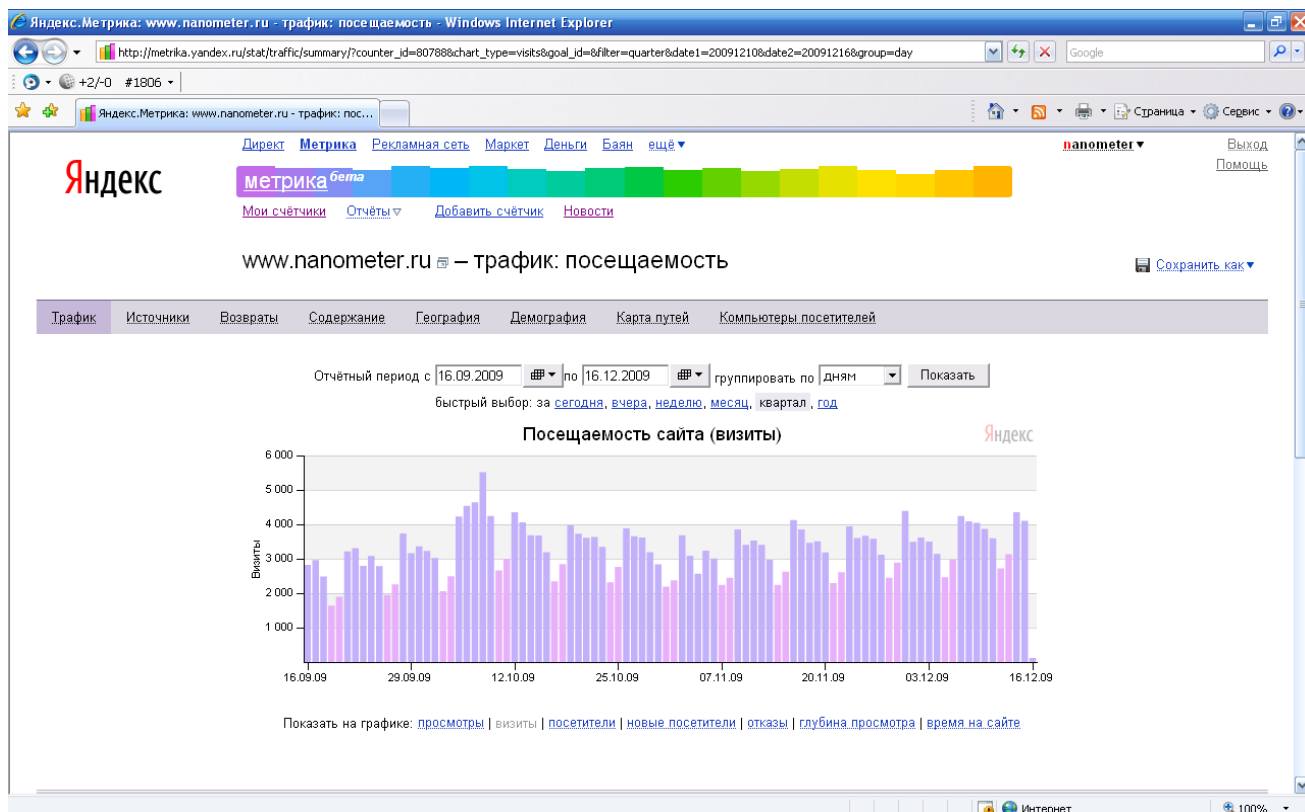 Яндекс.Метрика: www.nanometer.ru - трафик: посещаемость - Windows Internet Explorer
http://metrika.yandex.ru/stat/traffic/summary/?counter_id=80788&chart_type=visits&goal_id=&filter=quarter&date1=20091210&date2=20091216&group=day
Google
+2/-0 #1806
Яндекс.Метрика: www.nanometer.ru - трафик: пос...
Страница Сервис
Директ Метрика Рекламная сеть Маркет Деньги Баян ещё nanometer Выход
Помощь
Яндекс
метрика бета
Мои счётчики Отчёты Добавить счётчик Новости
www.nanometer.ru – трафик: посещаемость
Сохранить как
Трафик Источники Возвраты Содержание География Демография Карта путей Компьютеры посетителей
Отчётный период с 16.09.2009 по 16.12.2009 группировать по дням Показать
быстрый выбор: за сегодня, вчера, неделю, месяц, квартал , год
Посещаемость сайта (визиты)
Яндекс
6 000
5 000
4 000
3 000
2 000
1 000
Визиты
16.09.09 29.09.09 12.10.09 25.10.09 07.11.09 20.11.09 03.12.09 16.12.09
Показать на графике: просмотры | визиты | посетители | новые посетители | отказы | глубина просмотра | время на сайте
Интернет 100%